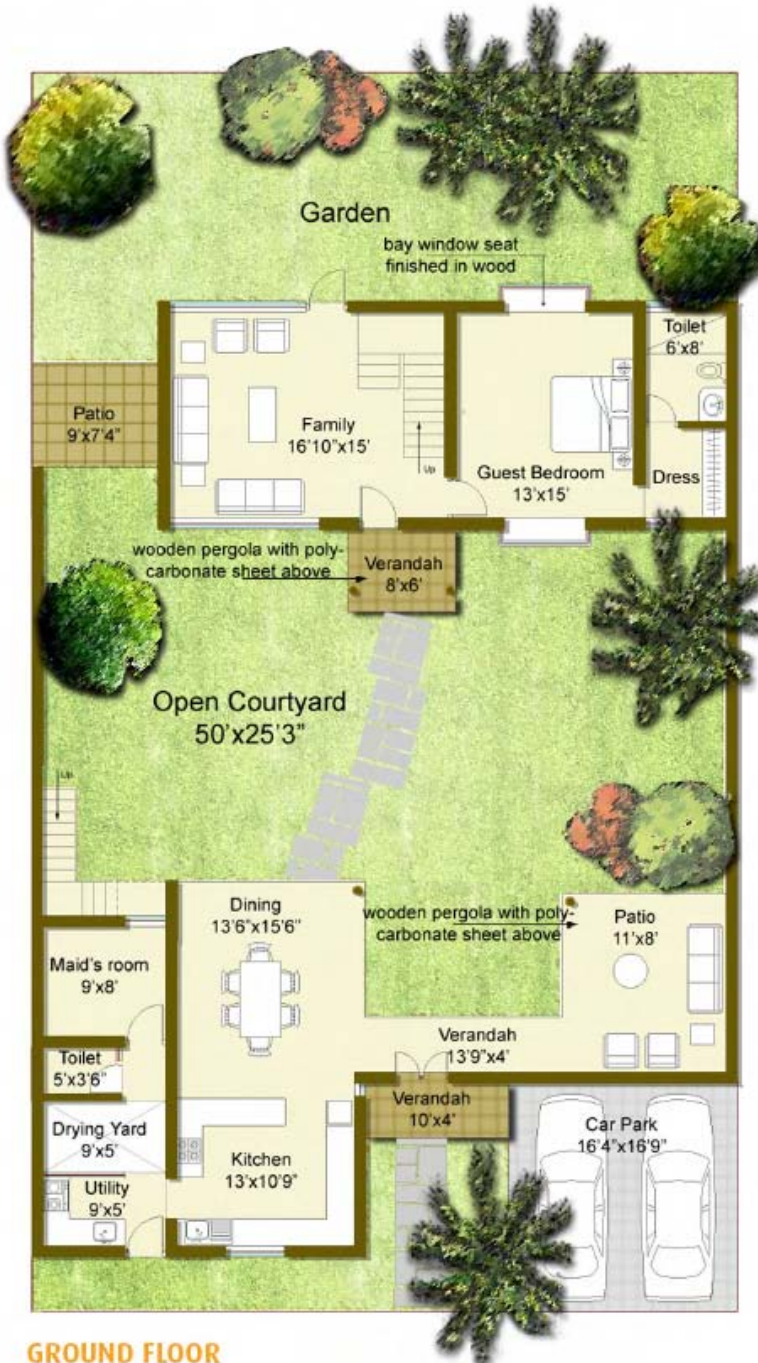 Garden
bay window seat
finished in wood
Toilet
6'x8'
Patio
9'x7'4"
Family
16'10"x15'
Up
Guest Bedroom
13'x15'
Dress
wooden pergola with poly-
carbonate sheet above
Verandah
8'x6'
Open Courtyard
50'x25'3"
Up
Dining
13'6"x15'6"
wooden pergola with poly-
carbonate sheet above
Patio
11'x8'
Maid's room
9'x8'
Verandah
13'9"x4'
Toilet
5'x3'6"
Verandah
10'x4'
Car Park
16'4"x16'9"
Drying Yard
9'x5'
Kitchen
13'x10'9"
Utility
9'x5'
GROUND FLOOR